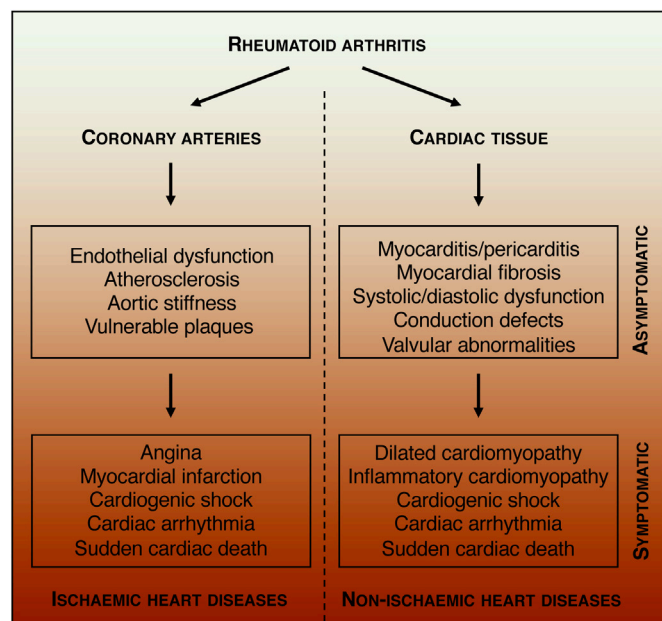 RHEUMATOID ARTHRITIS
CORONARY ARTERIES
CARDIAC TISSUE
Endothelial dysfunction
Atherosclerosis
Aortic stiffness
Vulnerable plaques
Myocarditis/pericarditis
Myocardial fibrosis
Systolic/diastolic dysfunction
Conduction defects
Valvular abnormalities
ASYMPTOMATIC
Angina
Myocardial infarction
Cardiogenic shock
Cardiac arrhythmia
Sudden cardiac death
Dilated cardiomyopathy
Inflammatory cardiomyopathy
Cardiogenic shock
Cardiac arrhythmia
Sudden cardiac death
SYMPTOMATIC
ISCHAEMIC HEART DISEASES
NON-ISCHAEMIC HEART DISEASES